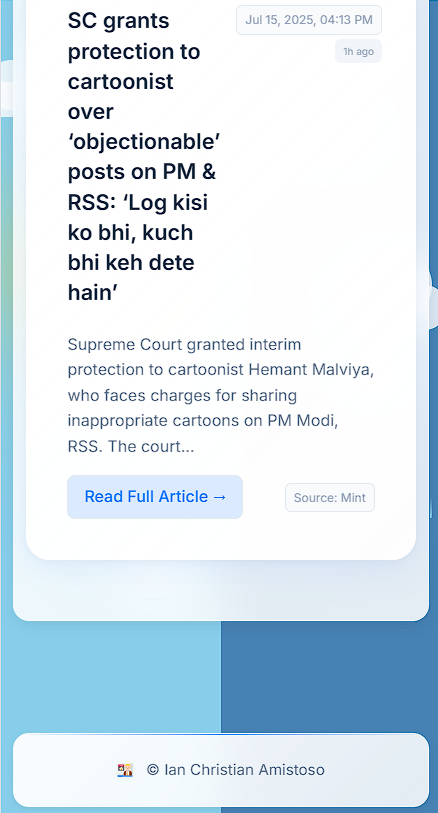 SC grants
protection to
cartoonist
over
‘objectionable’
posts on PM &
RSS: ‘Log kisi
ko bhi, kuch
bhi keh dete
hain’
Jul 15, 2025, 04:13 PM
1h ago
Supreme Court granted interim
protection to cartoonist Hemant Malviya,
who faces charges for sharing
inappropriate cartoons on PM Modi,
RSS. The court...
Read Full Article →
Source: Mint
© Ian Christian Amistoso